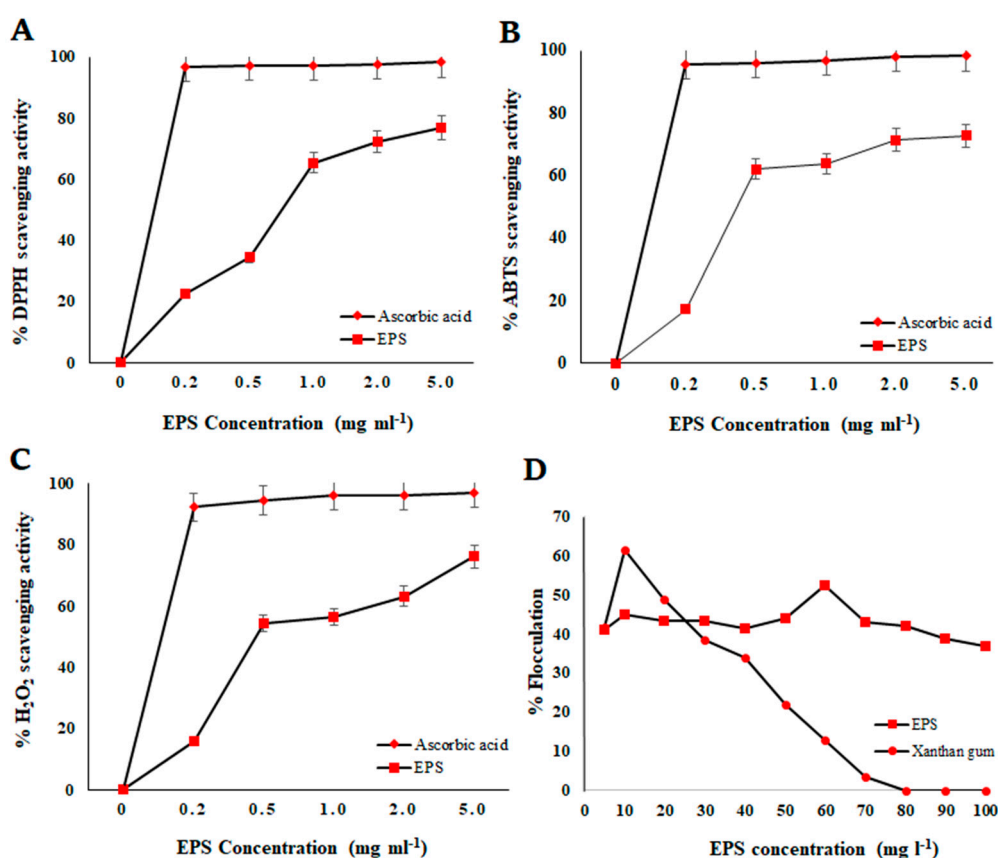 A
% DPPH scavenging activity
100
80
60
40
20
0
0 0.2 0.5 1.0 2.0 5.0
EPS Concentration (mg ml⁻¹)
Ascorbic acid
EPS
B
% ABTS scavenging activity
100
80
60
40
20
0
0 0.2 0.5 1.0 2.0 5.0
EPS Concentration (mg ml⁻¹)
Ascorbic acid
EPS
C
% H₂O₂ scavenging activity
100
80
60
40
20
0
0 0.2 0.5 1.0 2.0 5.0
EPS Concentration (mg ml⁻¹)
Ascorbic acid
EPS
D
% Flocculation
70
60
50
40
30
20
10
0
10 20 30 40 50 60 70 80 90 100
EPS concentration (mg l⁻¹)
EPS
Xanthan gum